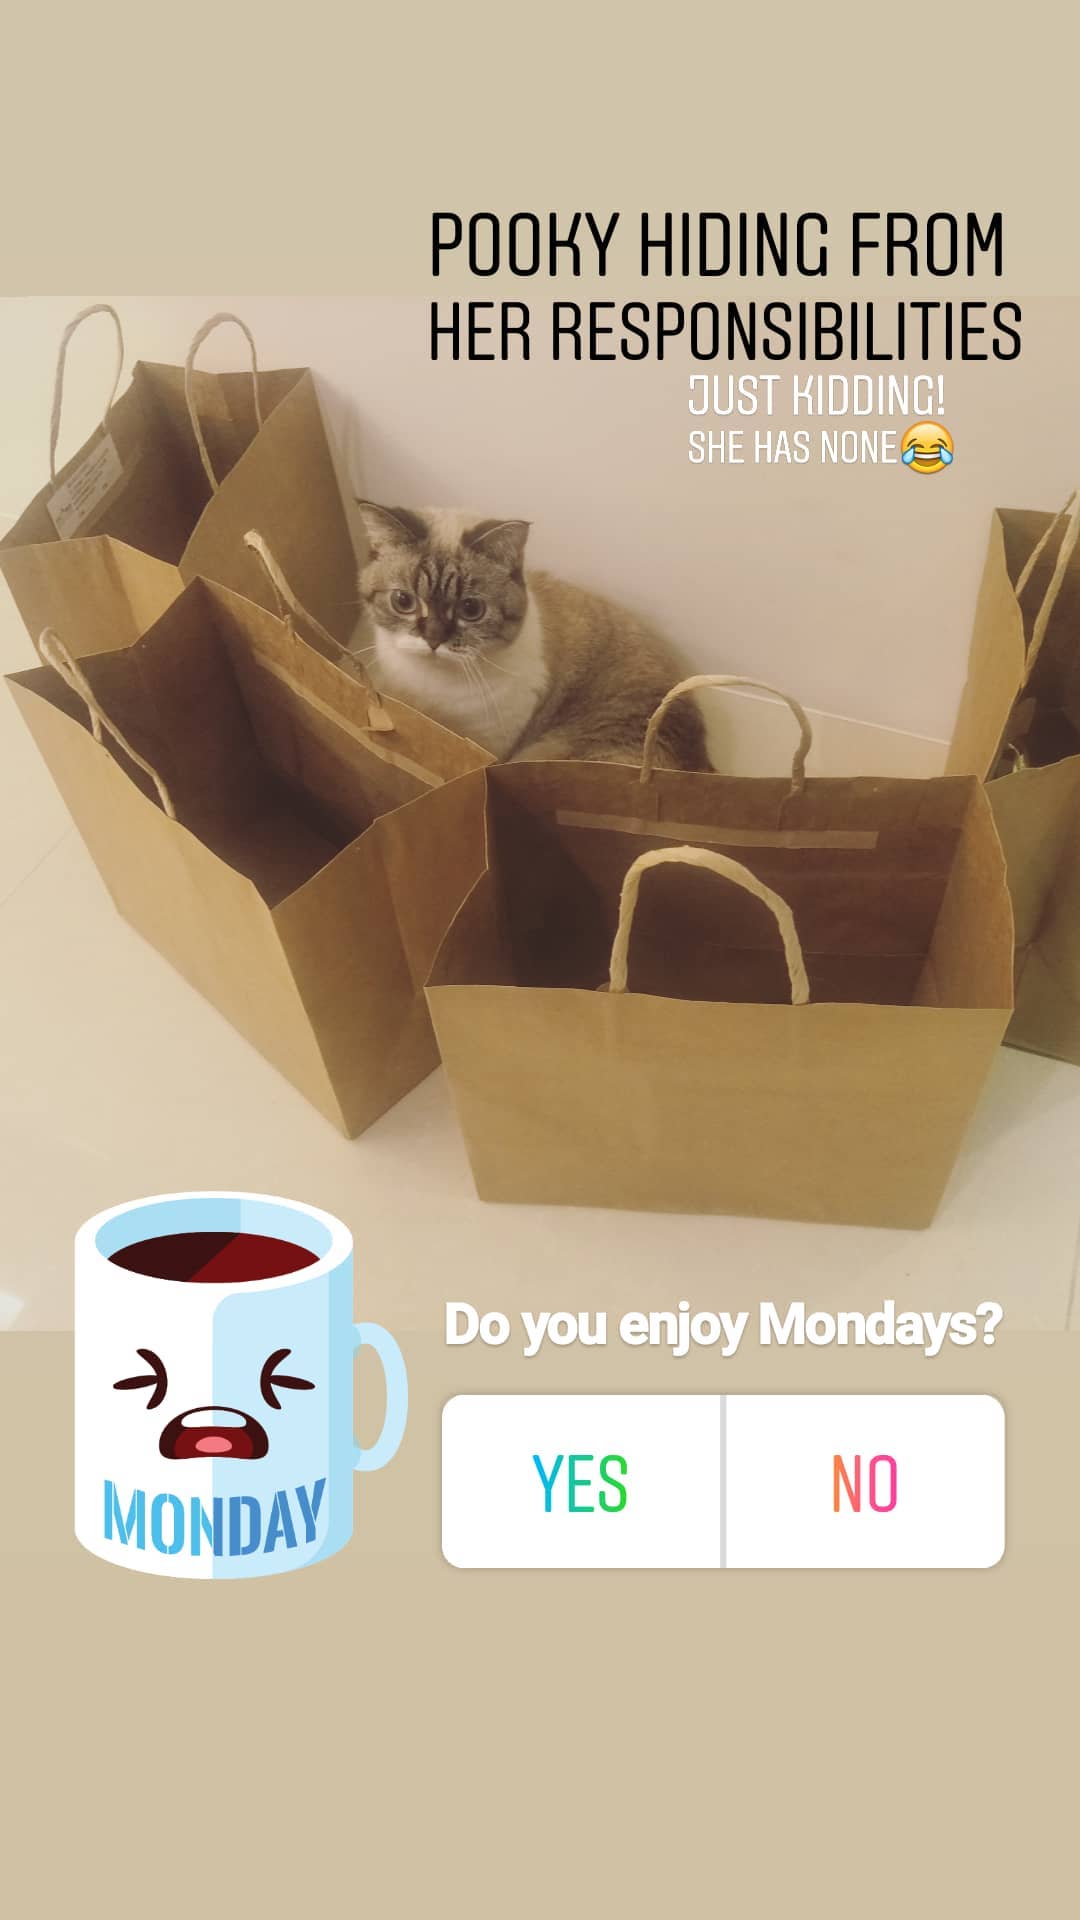 POOKY HIDING FROM
HER RESPONSIBILITIES
JUST KIDDING!
SHE HAS NONE😂
Do you enjoy Mondays?
YES NO
MONDAY